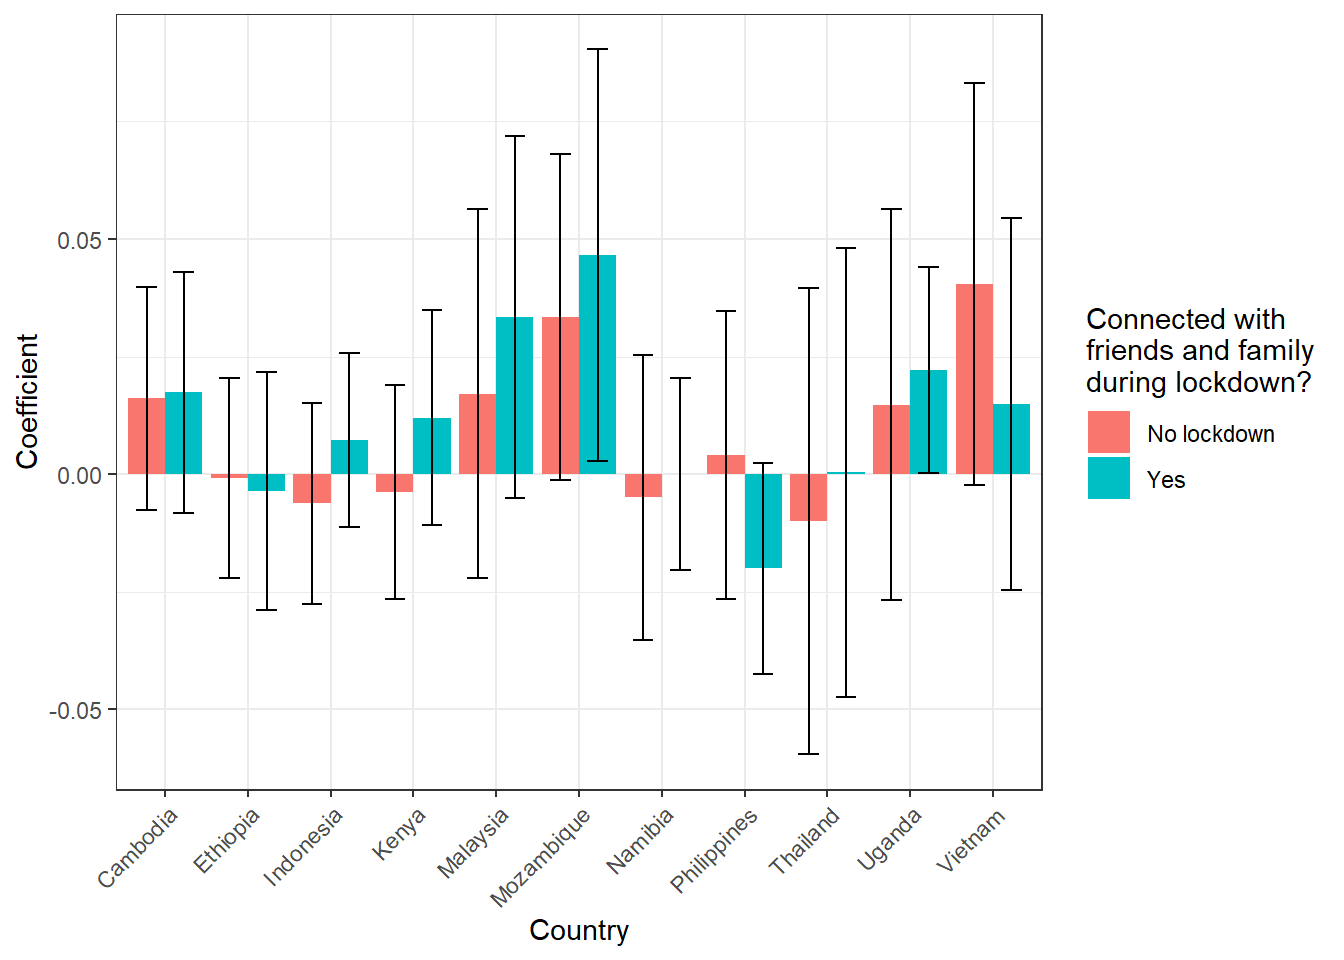 0.05
0.00
-0.05
Coefficient
Cambodia
Ethiopia
Indonesia
Kenya
Malaysia
Mozambique
Namibia
Philippines
Thailand
Uganda
Vietnam
Country
Connected with
friends and family
during lockdown?
No lockdown
Yes